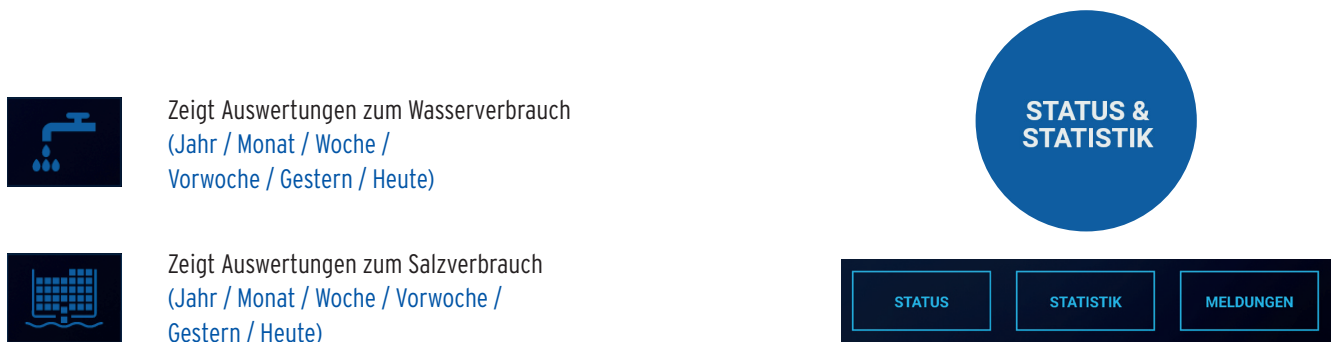 Zeigt Auswertungen zum Wasserverbrauch
(Jahr / Monat / Woche /
Vorwoche / Gestern / Heute)
Zeigt Auswertungen zum Salzverbrauch
(Jahr / Monat / Woche / Vorwoche /
Gestern / Heute)
STATUS &
STATISTIK
STATUS
STATISTIK
MELDUNGEN